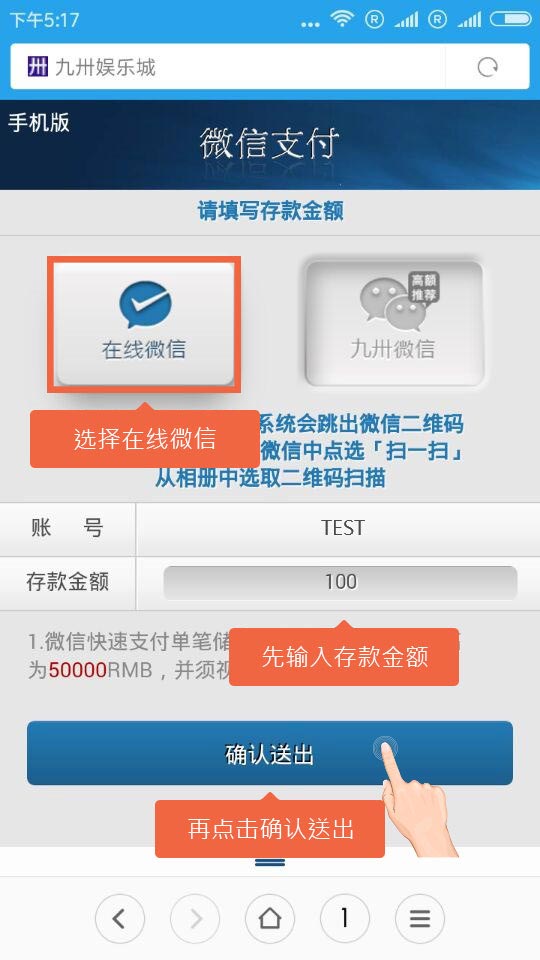 下午5:17
九卅娱乐城
手机版
微信支付
请填写存款金额
在线微信
高额
推荐
九卅微信
选择在线微信
系统会跳出微信二维码
微信中点选「扫一扫」
从相册中选取二维码扫描
账 号 TEST
存款金额 100
1.微信快速支付单笔储
先输入存款金额
为50000RMB，并须视
确认送出
再点击确认送出
1